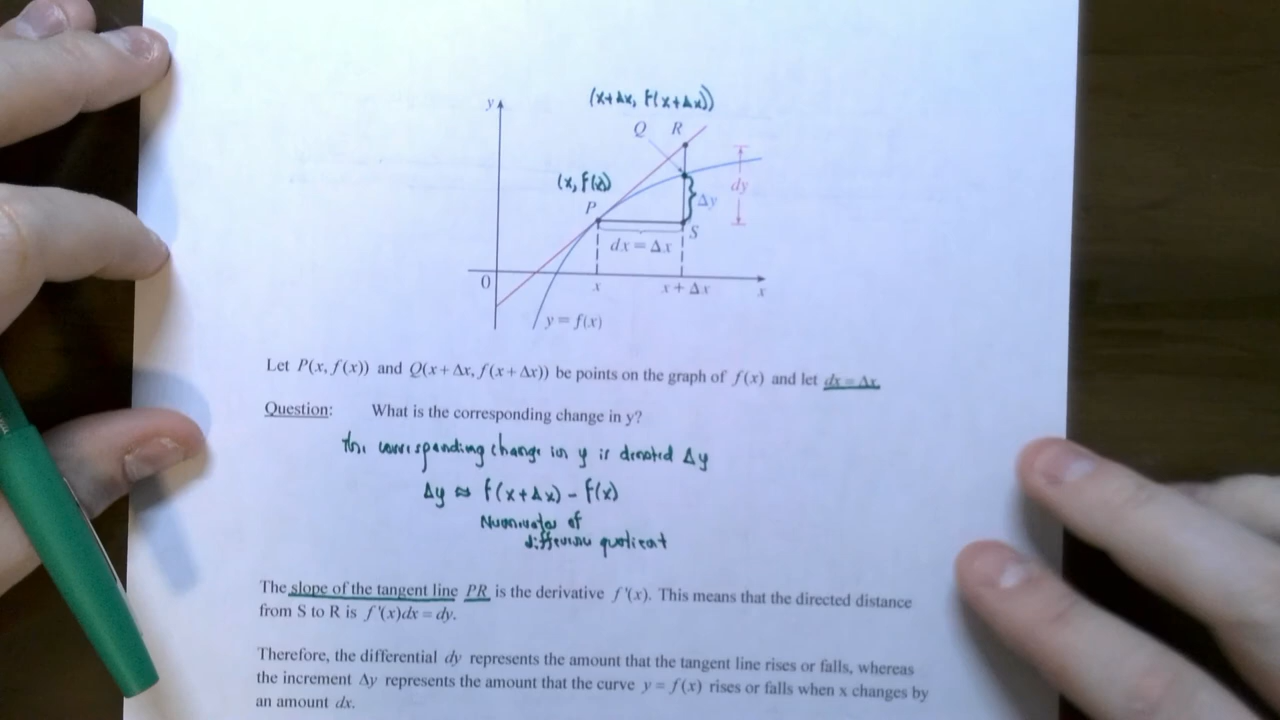 (x+Δx, f(x+Δx))
y
Q R
(x, f(x))
P
dy
Δy
S
dx = Δx
0
x x + Δx x
y = f(x)
Let P(x, f(x)) and Q(x + Δx, f(x + Δx)) be points on the graph of f(x) and let dx = Δx.
Question: What is the corresponding change in y?
the corresponding change in y is denoted Δy
Δy ≈ f(x+Δx) - f(x)
Numerator of
difference quotient
The slope of the tangent line PR is the derivative f'(x). This means that the directed distance
from S to R is f'(x)dx = dy.
Therefore, the differential dy represents the amount that the tangent line rises or falls, whereas
the increment Δy represents the amount that the curve y = f(x) rises or falls when x changes by
an amount dx.